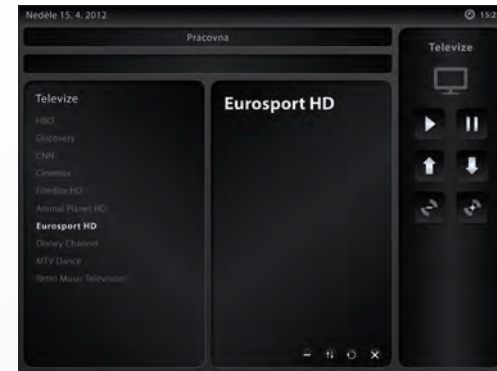 Neděle 15. 4. 2012
Pracovna
Televize
HBO
Discovery
CNN
Cinemax
FilmBox HD
Animal Planet HD
Eurosport HD
Disney Channel
MTV Dance
Retro Music Television
Eurosport HD
Televize